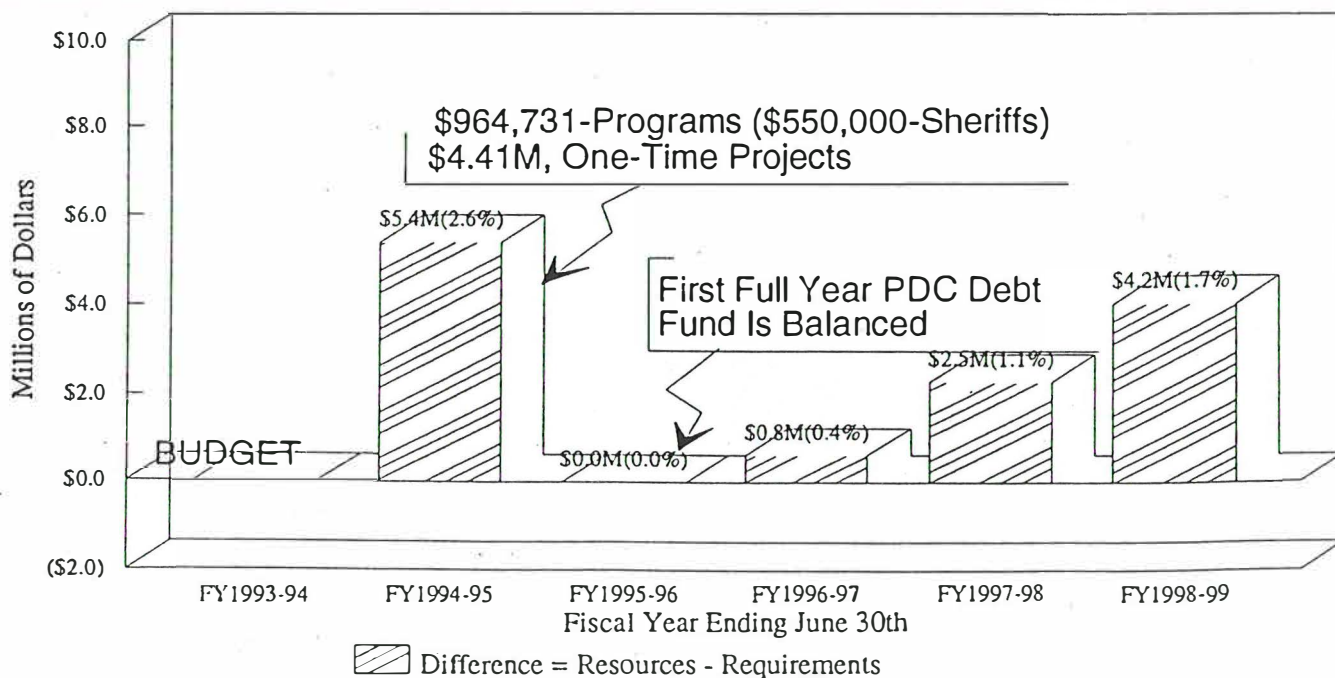 $10.0
$8.0
$6.0
$4.0
$2.0
$0.0
($2.0)
Millions of Dollars
$964,731-Programs ($550,000-Sheriffs)
$4.41M, One-Time Projects
$5.4M(2.6%)
First Full Year PDC Debt
Fund Is Balanced
$4.2M(1.7%)
$2.5M(1.1%)
$0.8M(0.4%)
$0.0M(0.0%)
BUDGET
FY1993-94 FY1994-95 FY1995-96 FY1996-97 FY1997-98 FY1998-99
Fiscal Year Ending June 30th
Difference = Resources - Requirements